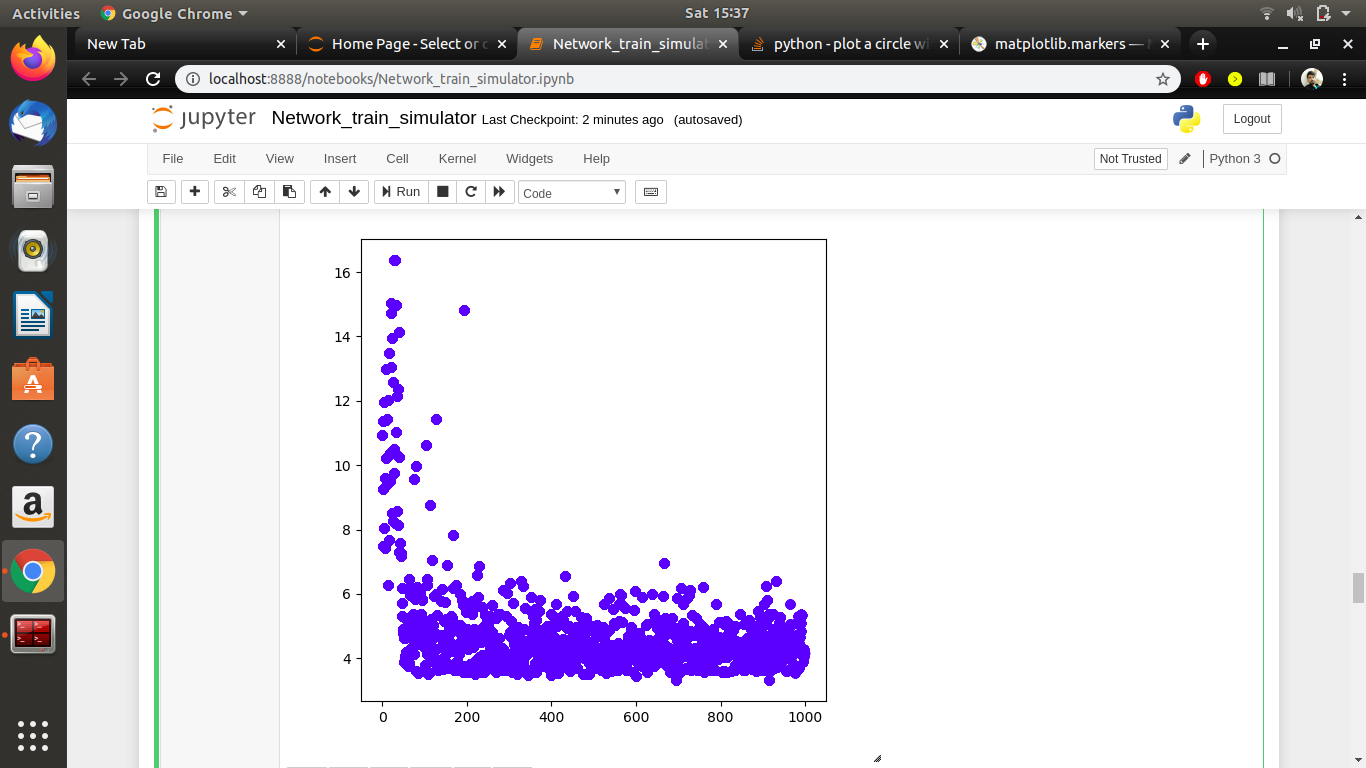 Activities Google Chrome Sat 15:37
New Tab Home Page - Select or c Network_train_simulat python - plot a circle wi matplotlib.markers — M
localhost:8888/notebooks/Network_train_simulator.ipynb
jupyter Network_train_simulator Last Checkpoint: 2 minutes ago (autosaved) Logout
File Edit View Insert Cell Kernel Widgets Help Not Trusted Python 3
Run Code
16
14
12
10
8
6
4
0 200 400 600 800 1000